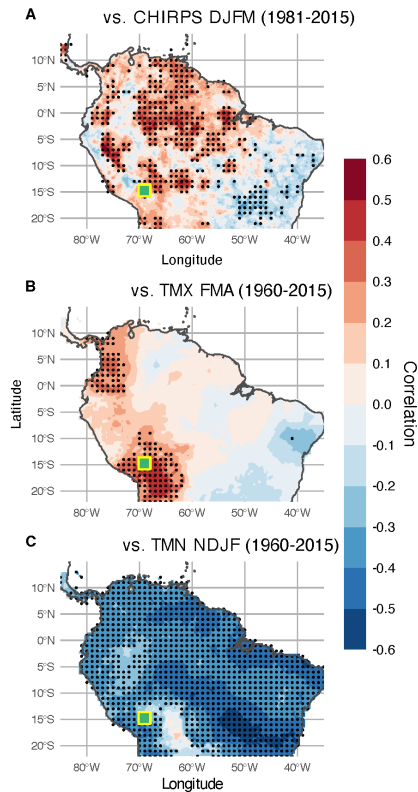 A
vs. CHIRPS DJFM (1981-2015)
10°N
5°N
0°N
5°S
10°S
15°S
20°S
80°W 70°W 60°W 50°W 40°W
Longitude
B
vs. TMX FMA (1960-2015)
10°N
5°N
0°N
5°S
10°S
15°S
20°S
80°W 70°W 60°W 50°W 40°W
Latitude
C
vs. TMN NDJF (1960-2015)
10°N
5°N
0°N
5°S
10°S
15°S
20°S
80°W 70°W 60°W 50°W 40°W
Longitude
0.6
0.5
0.4
0.3
0.2
0.1
0.0
-0.1
-0.2
-0.3
-0.4
-0.5
-0.6
Correlation